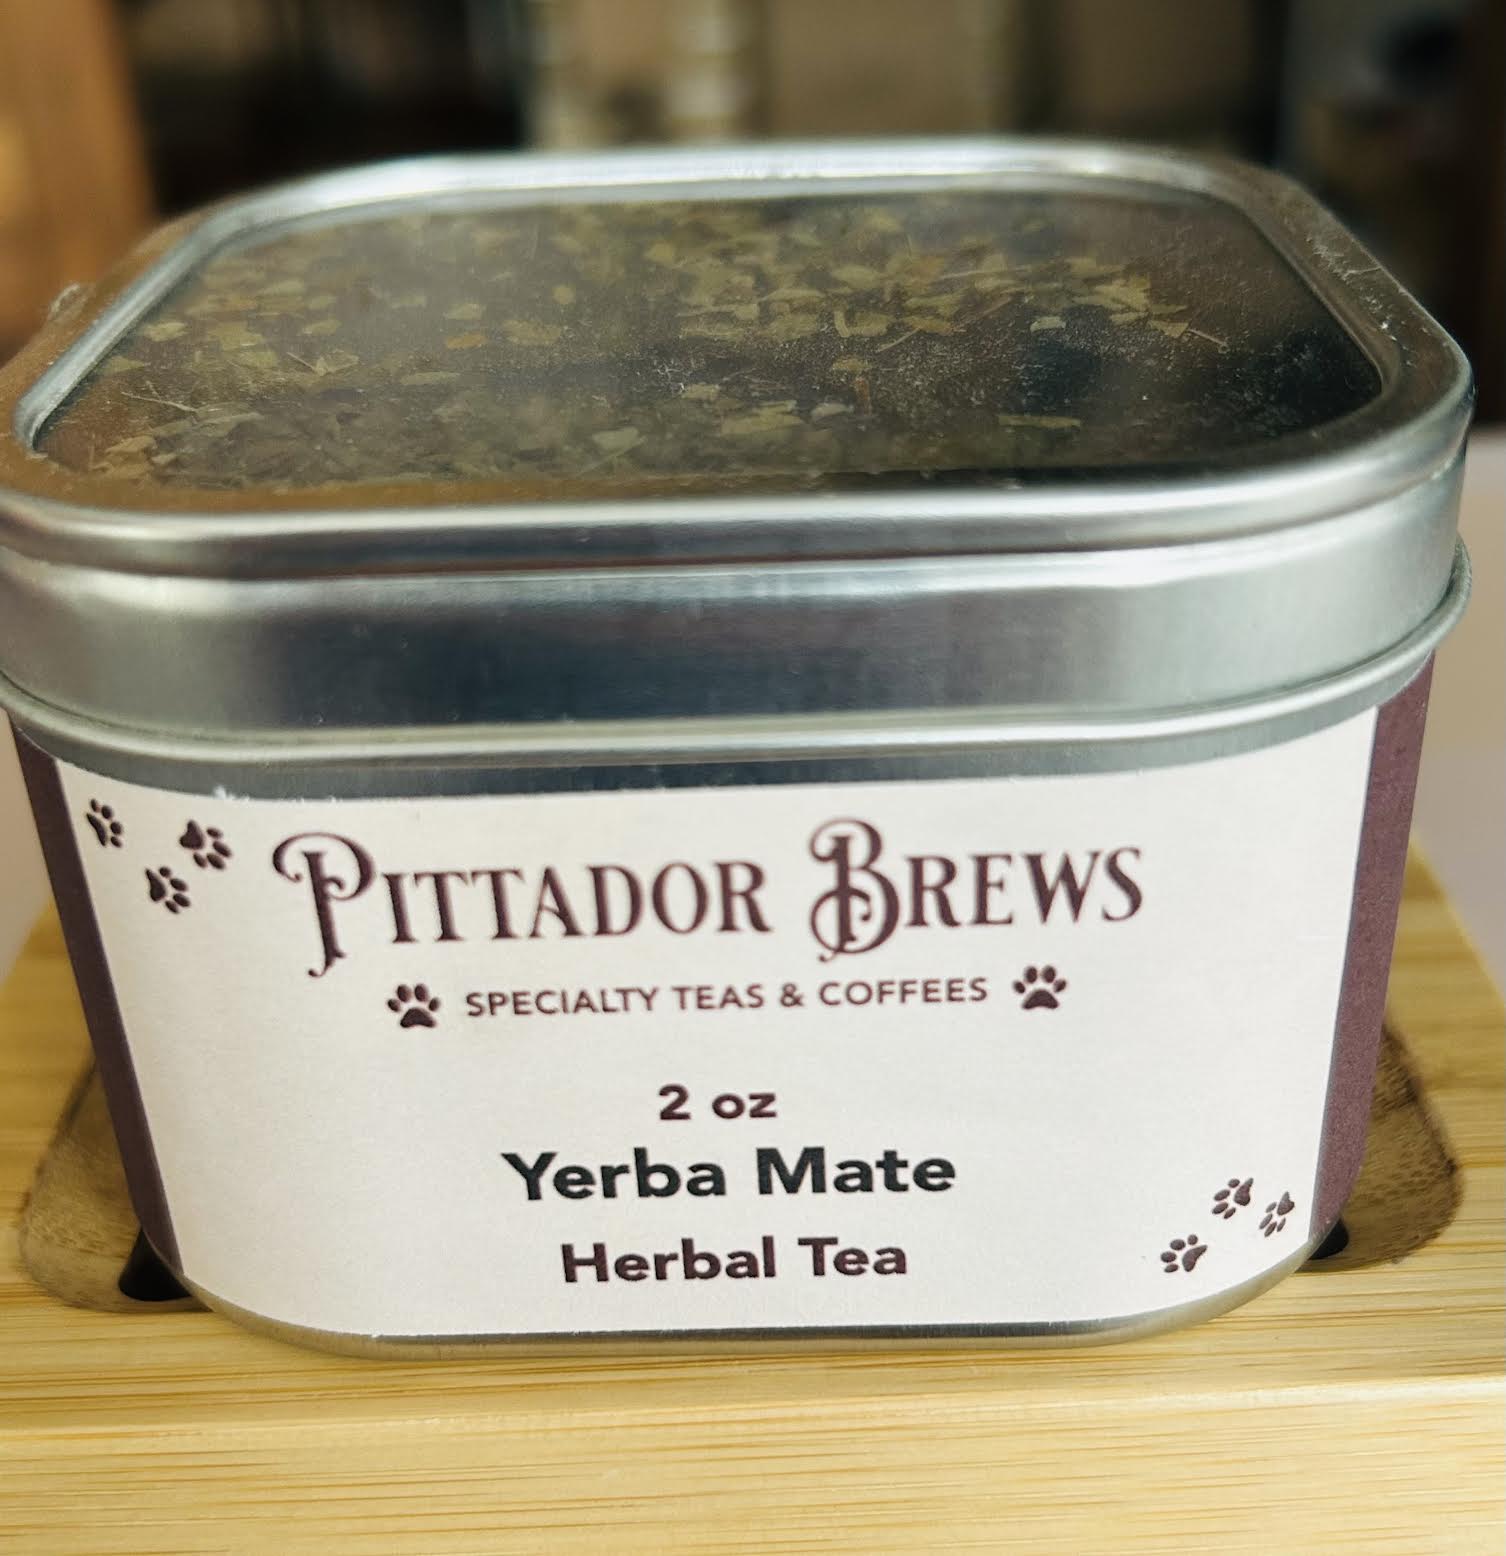 PITTADOR BREWS
SPECIALTY TEAS & COFFEES
2 oz
Yerba Mate
Herbal Tea